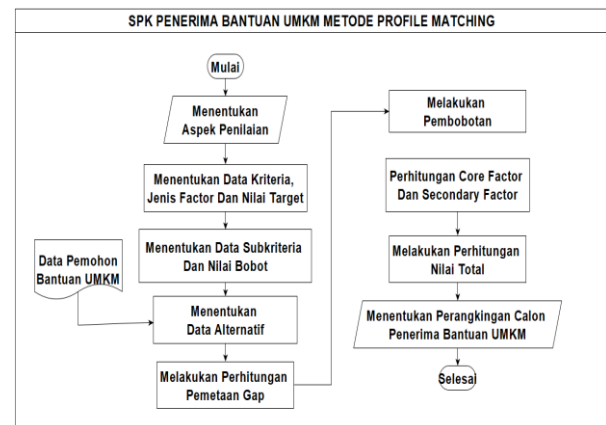 SPK PENERIMA BANTUAN UMKM METODE PROFILE MATCHING
Mulai
Menentukan
Aspek Penilaian
Menentukan Data Kriteria,
Jenis Factor Dan Nilai Target
Menentukan Data Subkriteria
Dan Nilai Bobot
Data Pemohon
Bantuan UMKM
Menentukan
Data Alternatif
Melakukan Perhitungan
Pemetaan Gap
Melakukan
Pembobotan
Perhitungan Core Factor
Dan Secondary Factor
Melakukan Perhitungan
Nilai Total
Menentukan Perangkingan Calon
Penerima Bantuan UMKM
Selesai